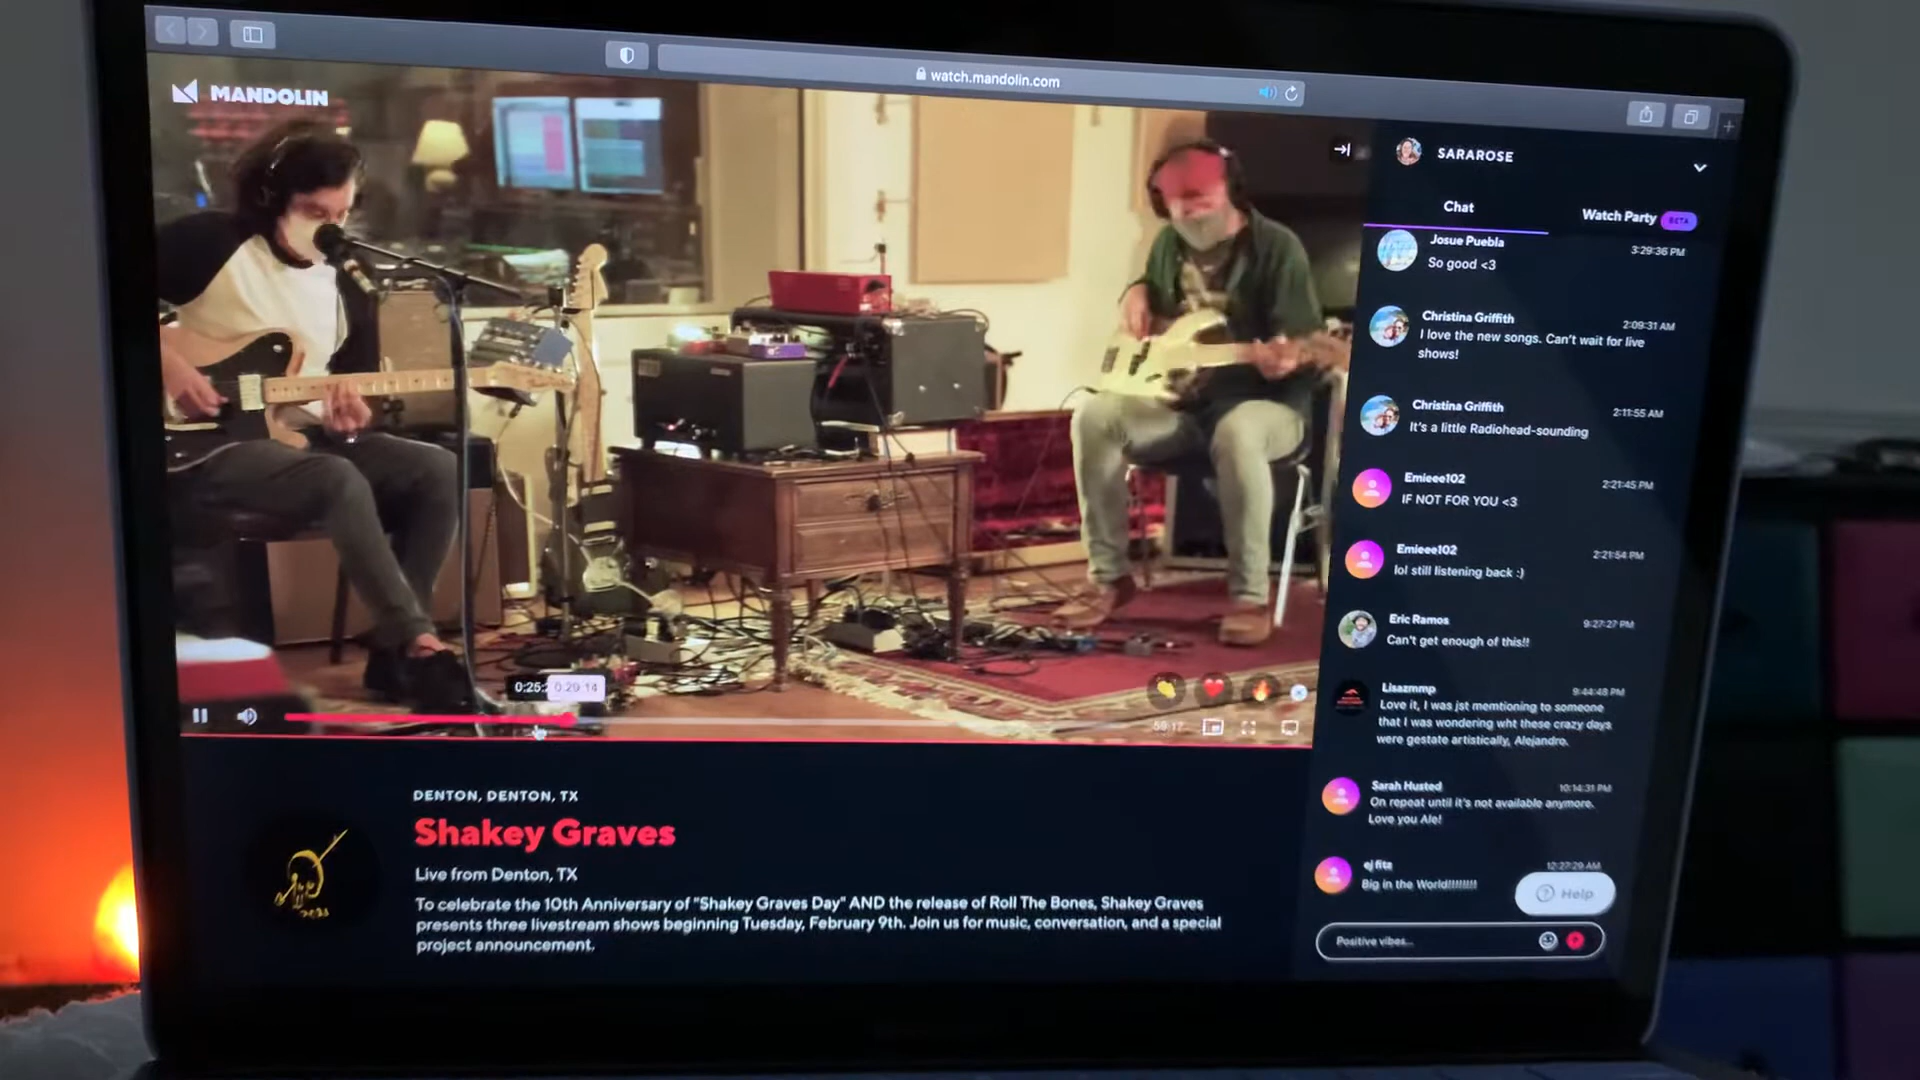 watch.mandolin.com
MANDOLIN
SARAROSE
Chat
Watch Party BETA
Josue Puebla 3:29:36 PM
So good <3
Christina Griffith 2:09:31 AM
I love the new songs. Can't wait for live
shows!
Christina Griffith 2:11:55 AM
It's a little Radiohead-sounding
Emieee102 2:21:45 PM
IF NOT FOR YOU <3
Emieee102 2:21:54 PM
lol still listening back :)
Eric Ramos 9:27:27 PM
Can't get enough of this!!
Lisazmmp 9:44:48 PM
Love it, I was jst memtioning to someone
that I was wondering wht these crazy days
were gestate artistically, Alejandro.
Sarah Husted 10:14:31 PM
On repeat until it's not available anymore.
Love you Ale!
ej fitz 12:27:29 AM
Big in the World!!!!!!!!
Help
Positive vibes...
0:25: 0:29:14
59:17
DENTON, DENTON, TX
Shakey Graves
Live from Denton, TX
To celebrate the 10th Anniversary of "Shakey Graves Day" AND the release of Roll The Bones, Shakey Graves
presents three livestream shows beginning Tuesday, February 9th. Join us for music, conversation, and a special
project announcement.
2021